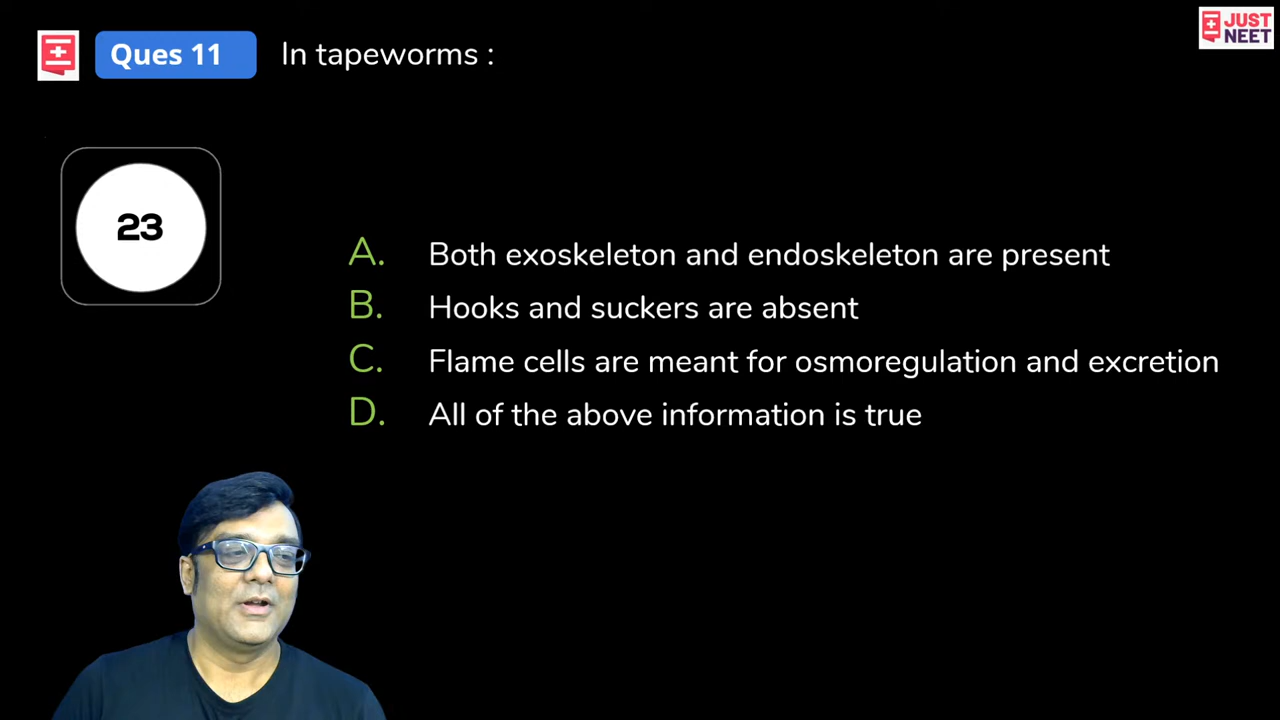 JUST
NEET
Ques 11 In tapeworms :
23
A. Both exoskeleton and endoskeleton are present
B. Hooks and suckers are absent
C. Flame cells are meant for osmoregulation and excretion
D. All of the above information is true